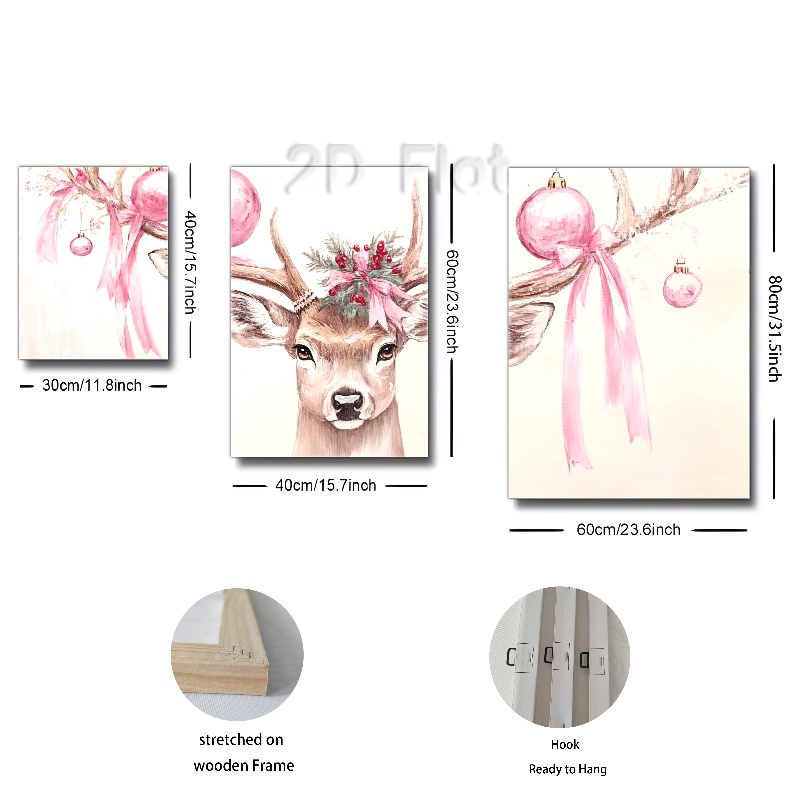 2D Flat
40cm/15.7inch
30cm/11.8inch
60cm/23.6inch
40cm/15.7inch
80cm/31.5inch
60cm/23.6inch
stretched on
wooden Frame
Hook
Ready to Hang